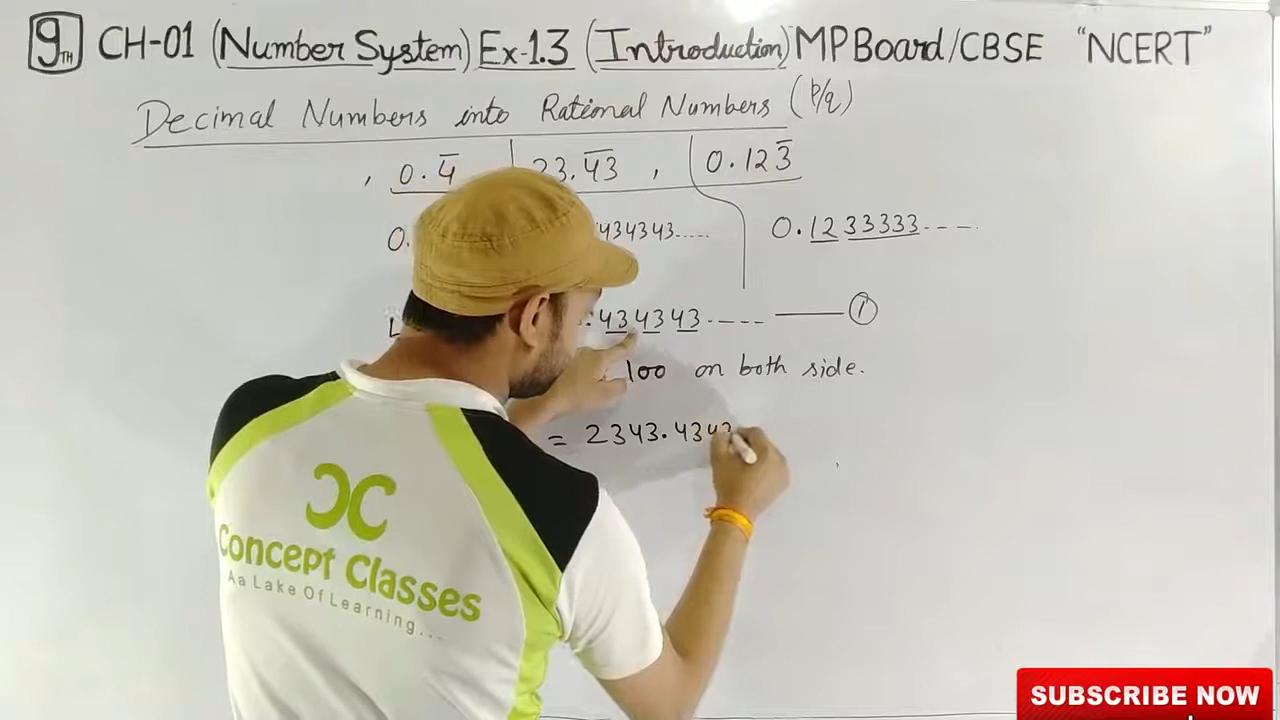 9TH CH-01 (Number System) Ex-1.3 (Introduction) MP Board/CBSE "NCERT"
Decimal Numbers into Rational Numbers (p/q)
, 0.4̅ 23.4̅3̅ , 0.123̅
0. 434343..... 0.1233333----
.434343----- ——— ①
100 on both side.
= 2343.4343
Concept Classes
Aa Lake Of Learning...
SUBSCRIBE NOW